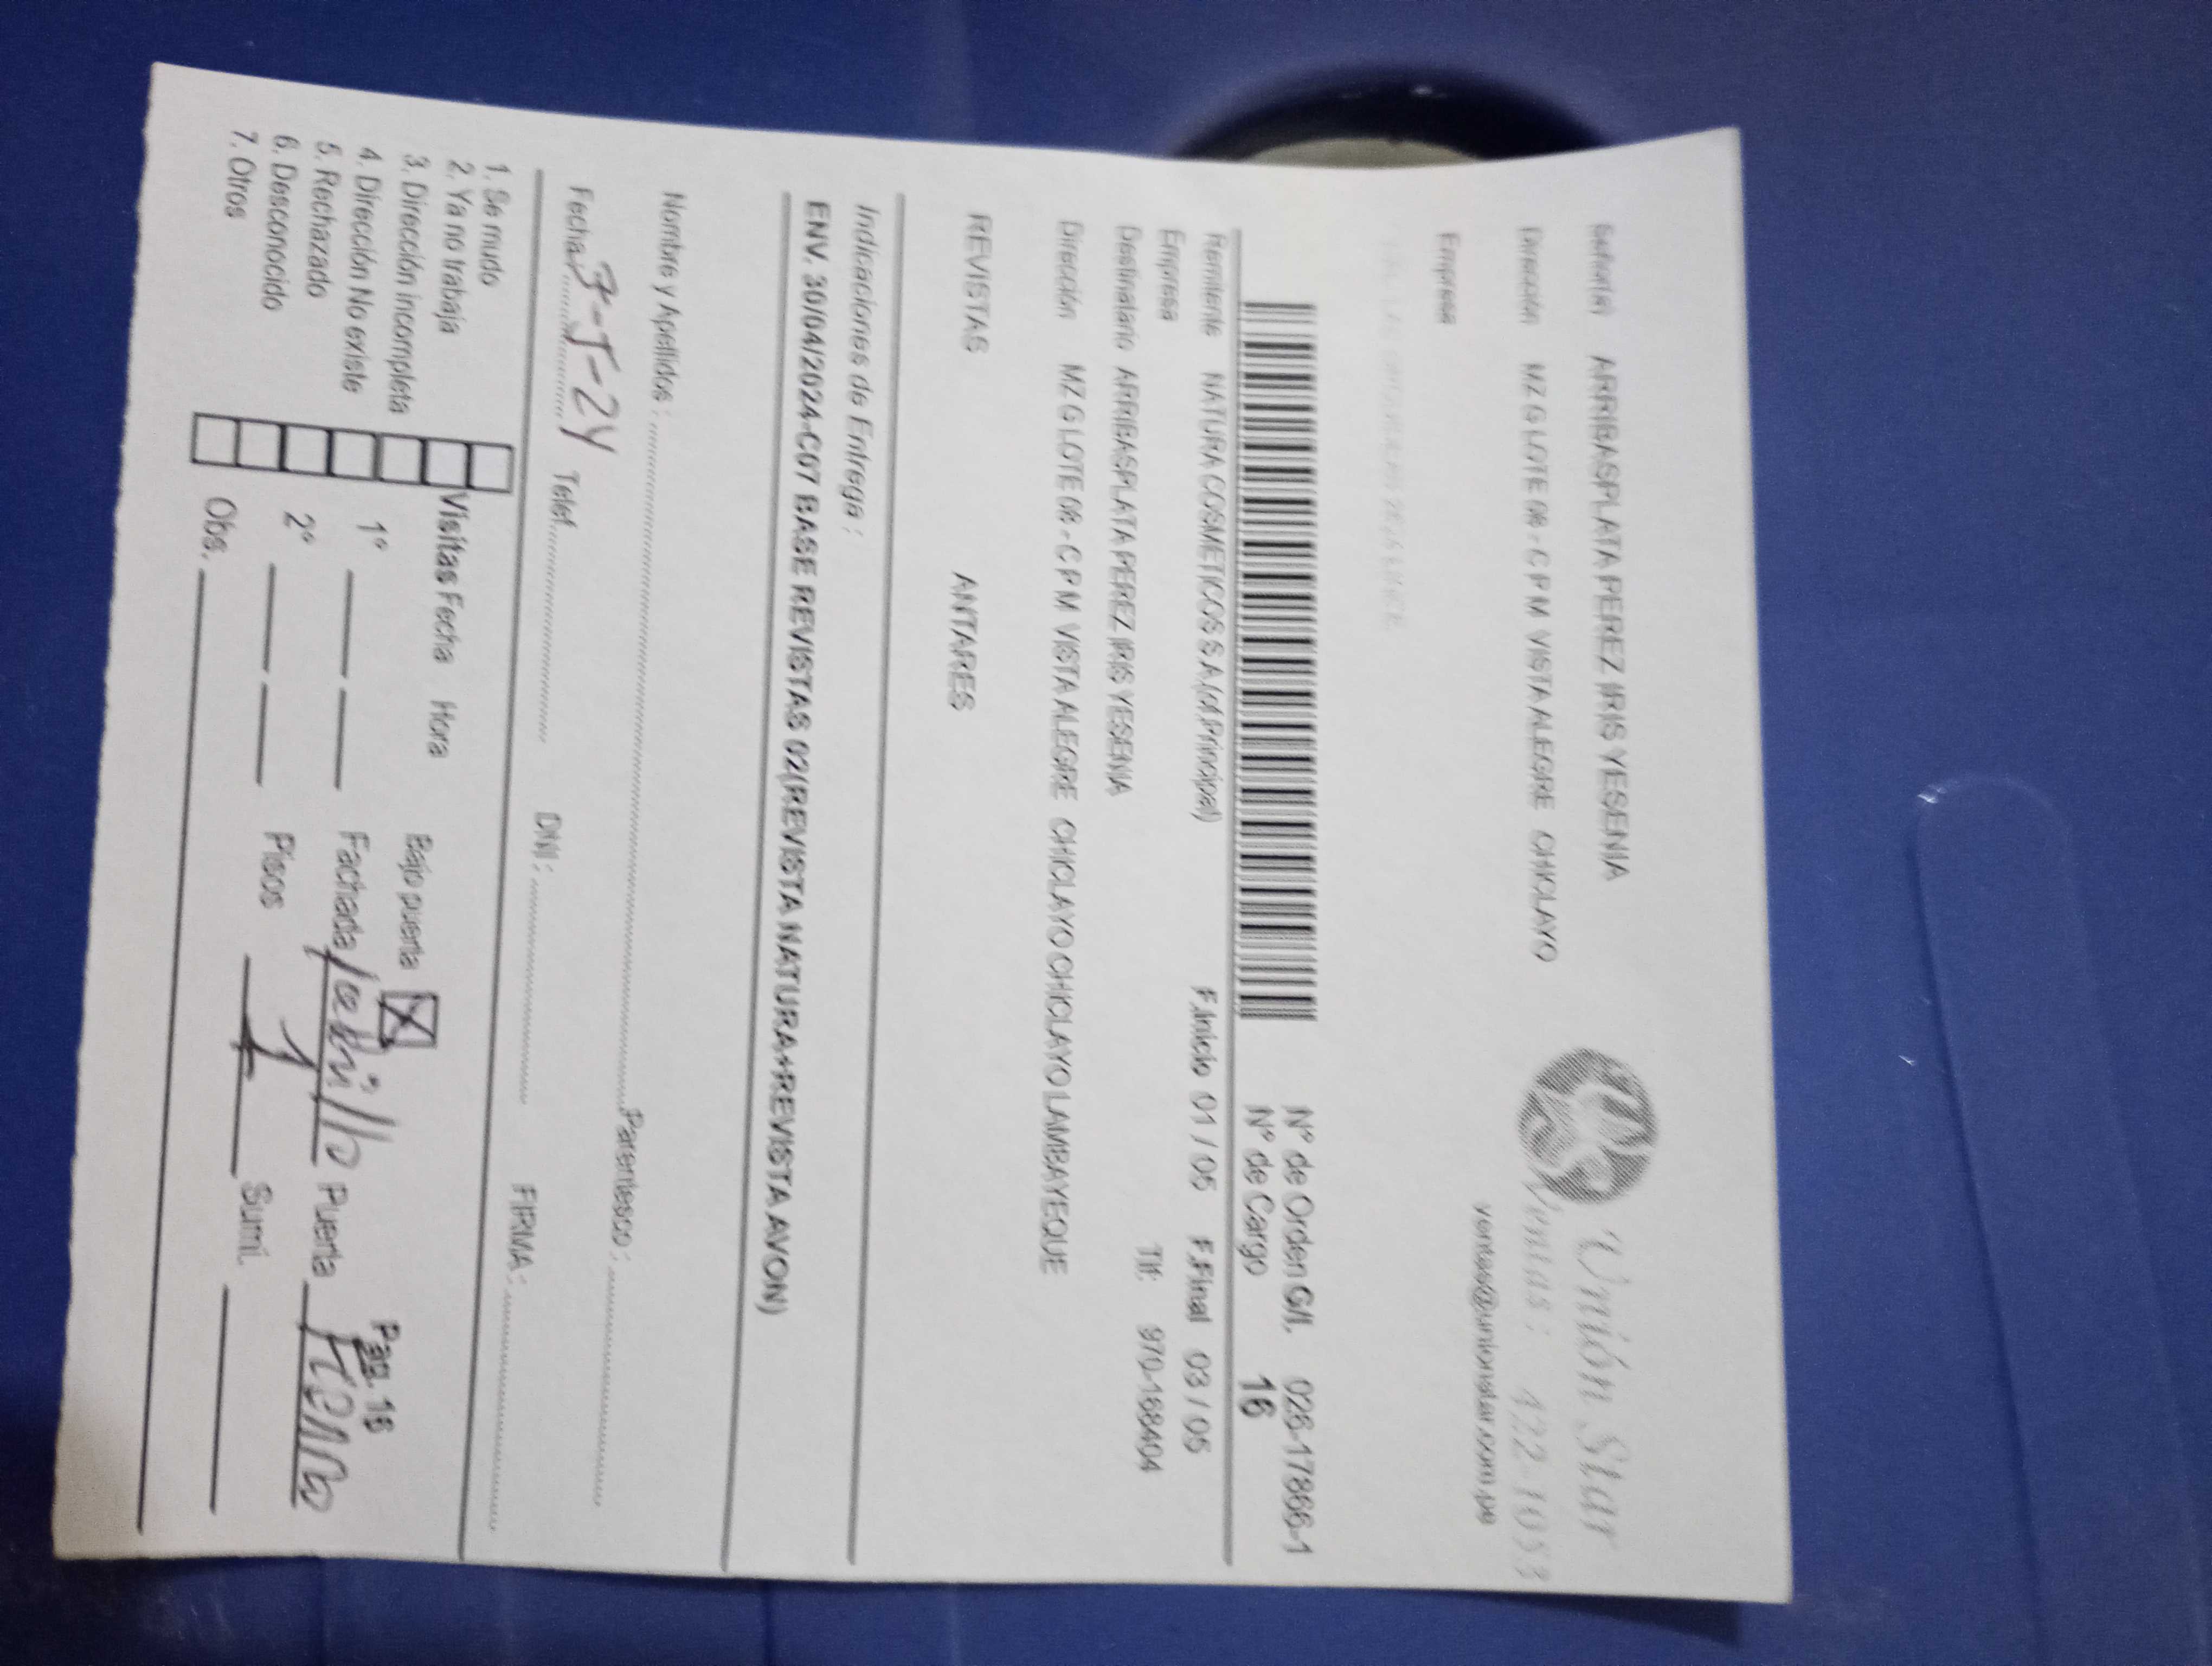 Señor(a) ARRIBASPLATA PEREZ IRIS YESENIA
Unión Star
Dirección MZ G LOTE 08 - C P M VISTA ALEGRE CHICLAYO
Ventas : 422-1053
ventas@unionstar.com.pe
Empresa
Nº de Orden G/I. 026-17866-1
Nº de Cargo 16
Remitente NATURA COSMETICOS S.A.(of.Principal) F.Inicio 01 / 05 F.Final 03 / 05
Empresa
Destinatario ARRIBASPLATA PEREZ IRIS YESENIA Tlf: 970-168404
Dirección MZ G LOTE 08 - C P M VISTA ALEGRE CHICLAYO CHICLAYO LAMBAYEQUE
REVISTAS ANTARES
Indicaciones de Entrega :
ENV. 30/04/2024-C07 BASE REVISTAS 02(REVISTA NATURA+REVISTA AVON)
Nombre y Apellidos : Parentesco :
Fecha: 3-5-24 Telef. DNI : FIRMA :
1. Se mudo
2. Ya no trabaja
3. Dirección incompleta
4. Dirección No existe
5. Rechazado
6. Desconocido
7. Otros
Visitas Fecha Hora
1º
2º
Obs.
Bajo puerta X
Pag. 16
Fachada ladrillo Puerta
Pisos 1 Sumi.